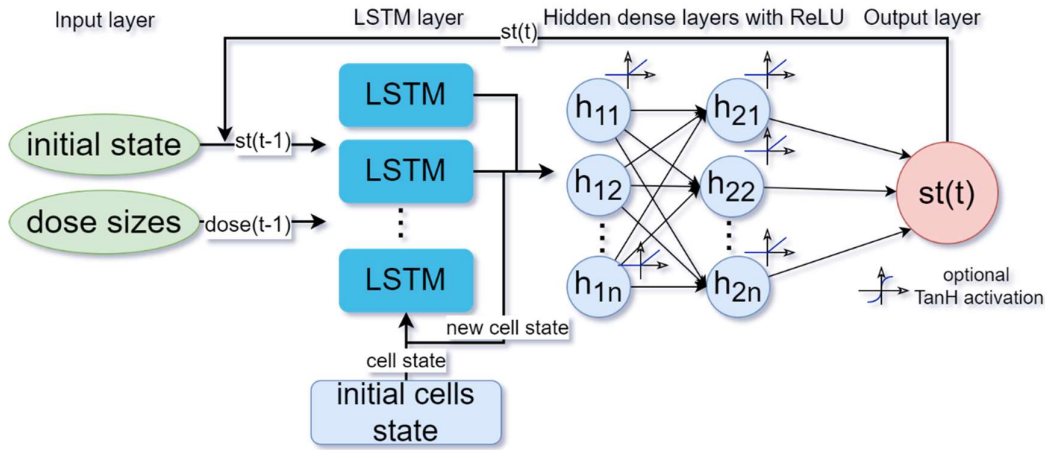 Input layer
LSTM layer
Hidden dense layers with ReLU
Output layer
st(t)
LSTM
h11
h21
initial state
st(t-1)
LSTM
h12
h22
st(t)
dose sizes
dose(t-1)
LSTM
h1n
h2n
optional
TanH activation
new cell state
cell state
initial cells
state